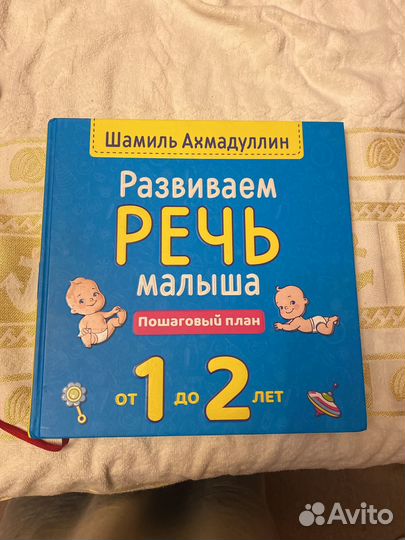 Шамиль Ахмадуллин
Развиваем
РЕЧЬ
малыша
Пошаговый план
от 1 до 2 лет
Avito